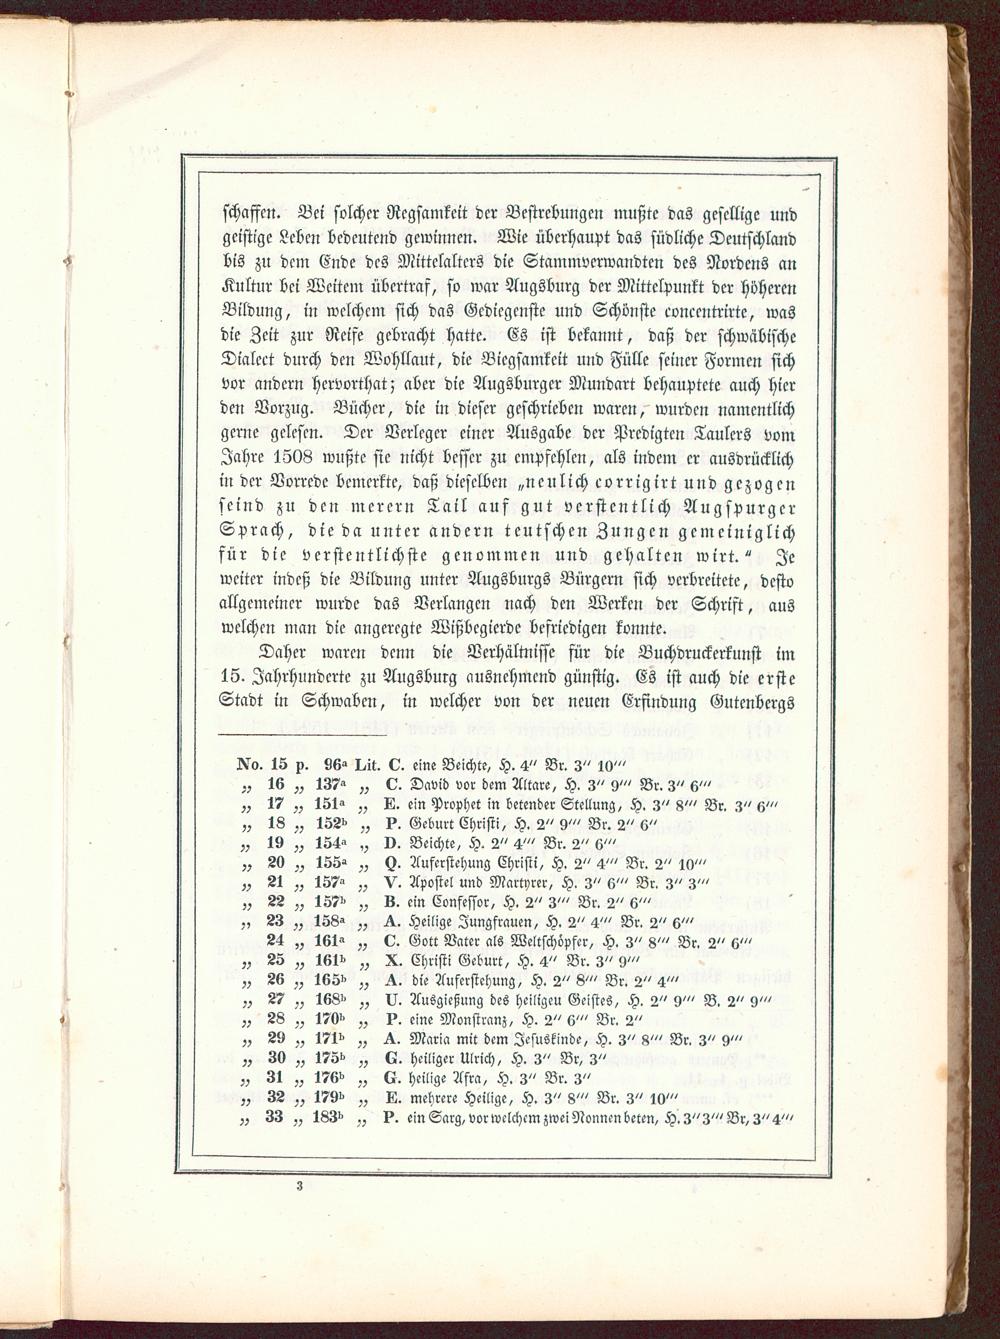 schaffen. Bei solcher Regsamkeit der Bestrebungen mußte das gesellige und
geistige Leben bedeutend gewinnen. Wie überhaupt das südliche Deutschland
bis zu dem Ende des Mittelalters die Stammverwandten des Nordens an
Kultur bei Weitem übertraf, so war Augsburg der Mittelpunkt der höheren
Bildung, in welchem sich das Gediegenste und Schönste concentrirte, was
die Zeit zur Reife gebracht hatte. Es ist bekannt, daß der schwäbische
Dialect durch den Wohllaut, die Biegsamkeit und Fülle seiner Formen sich
vor andern hervorthat; aber die Augsburger Mundart behauptete auch hier
den Vorzug. Bücher, die in dieser geschrieben waren, wurden namentlich
gerne gelesen. Der Verleger einer Ausgabe der Predigten Taulers vom
Jahre 1508 wußte sie nicht besser zu empfehlen, als indem er ausdrücklich
in der Vorrede bemerkte, daß dieselben „neulich corrigirt und gezogen
seind zu den merern Tail auf gut verstentlich Augspurger
Sprach, die da unter andern teutschen Zungen gemeiniglich
für die verstentlichste genommen und gehalten wirt.“ Je
weiter indeß die Bildung unter Augsburgs Bürgern sich verbreitete, desto
allgemeiner wurde das Verlangen nach den Werken der Schrift, aus
welchen man die angeregte Wißbegierde befriedigen konnte.
Daher waren denn die Verhältnisse für die Buchdruckerkunst im
15. Jahrhunderte zu Augsburg ausnehmend günstig. Es ist auch die erste
Stadt in Schwaben, in welcher von der neuen Erfindung Gutenbergs
No. 15 p. 96ᵃ Lit. C. eine Beichte, H. 4″ Br. 3″ 10‴
„ 16 „ 137ᵃ „ C. David vor dem Altare, H. 3″ 9‴ Br. 3″ 6‴
„ 17 „ 151ᵃ „ E. ein Prophet in betender Stellung, H. 3″ 8‴ Br. 3″ 6‴
„ 18 „ 152ᵇ „ P. Geburt Christi, H. 2″ 9‴ Br. 2″ 6″
„ 19 „ 154ᵃ „ D. Beichte, H. 2″ 4‴ Br. 2″ 6‴
„ 20 „ 155ᵃ „ Q. Auferstehung Christi, H. 2″ 4‴ Br. 2″ 10‴
„ 21 „ 157ᵃ „ V. Apostel und Martyrer, H. 3″ 6‴ Br. 3″ 3‴
„ 22 „ 157ᵇ „ B. ein Confessor, H. 2″ 3‴ Br. 2″ 6‴
„ 23 „ 158ᵃ „ A. Heilige Jungfrauen, H. 2″ 4‴ Br. 2″ 6‴
24 „ 161ᵃ „ C. Gott Vater als Weltschöpfer, H. 3″ 8‴ Br. 2″ 6‴
„ 25 „ 161ᵇ „ X. Christi Geburt, H. 4″ Br. 3″ 9‴
„ 26 „ 165ᵇ „ A. die Auferstehung, H. 2″ 8‴ Br. 2″ 4‴
„ 27 „ 168ᵇ „ U. Ausgießung des heiligen Geistes, H. 2″ 9‴ B. 2″ 9‴
„ 28 „ 170ᵇ „ P. eine Monstranz, H. 2″ 6‴ Br. 2″
„ 29 „ 171ᵇ „ A. Maria mit dem Jesuskinde, H. 3″ 8‴ Br. 3″ 9‴
„ 30 „ 175ᵇ „ G. heiliger Ulrich, H. 3″ Br, 3″
„ 31 „ 176ᵇ „ G. heilige Afra, H. 3″ Br. 3″
„ 32 „ 179ᵇ „ E. mehrere Heilige, H. 3″ 8‴ Br. 3″ 10‴
„ 33 „ 183ᵇ „ P. ein Sarg, vor welchem zwei Nonnen beten, H. 3″ 3‴ Br, 3″ 4‴
3